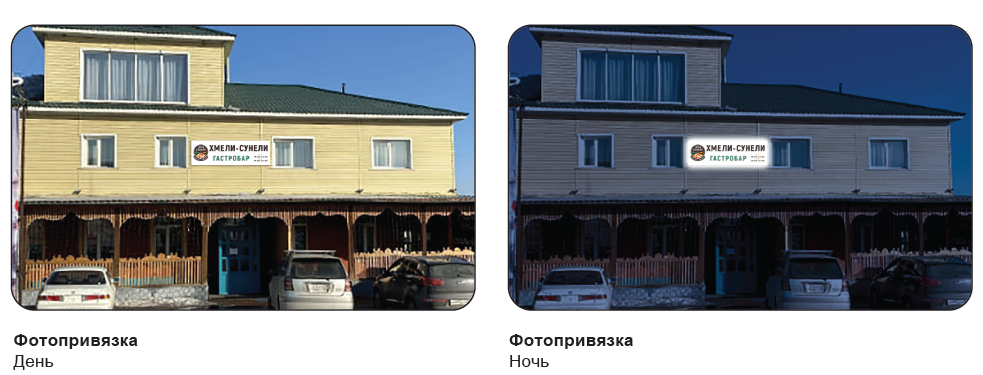 ХМЕЛИ-СУНЕЛИ
ГАСТРОБАР
ХМЕЛИ-СУНЕЛИ
ГАСТРОБАР
Фотопривязка
День
Фотопривязка
Ночь